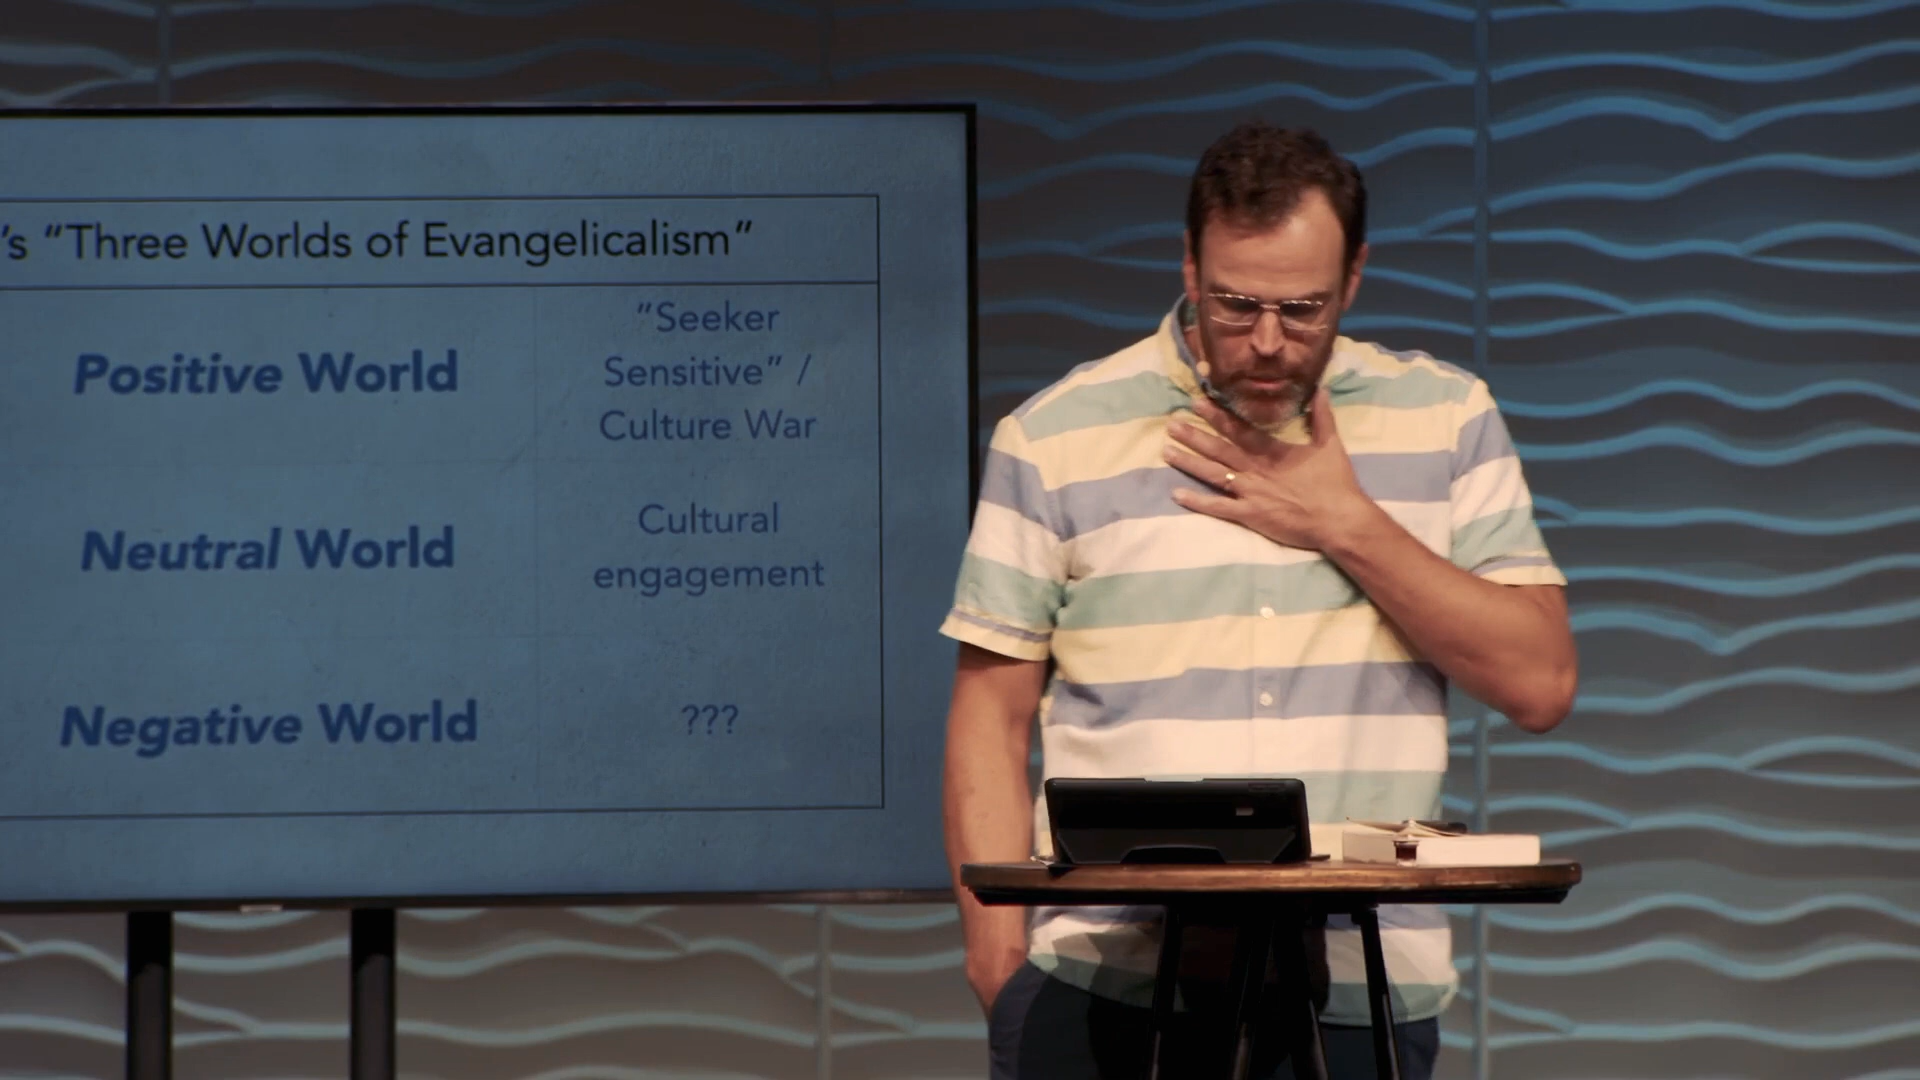 's “Three Worlds of Evangelicalism”
Positive World
"Seeker
Sensitive" /
Culture War
Neutral World
Cultural
engagement
Negative World
???